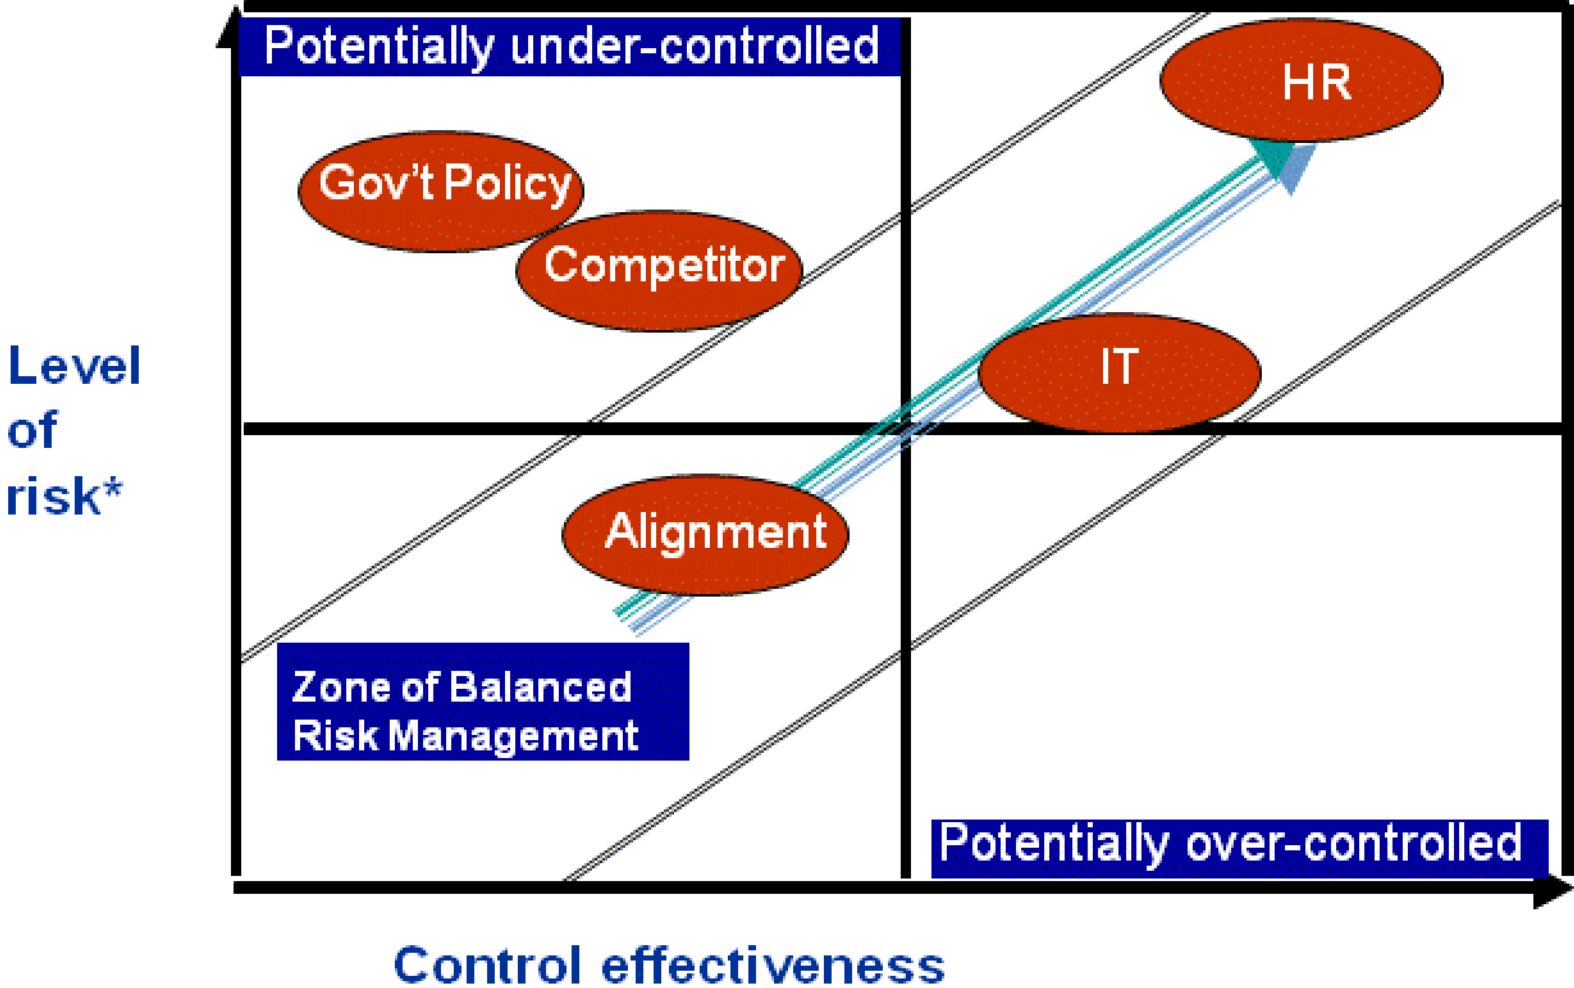 Potentially under-controlled
HR
Gov't Policy
Competitor
Level
of
risk*
IT
Alignment
Zone of Balanced
Risk Management
Potentially over-controlled
Control effectiveness